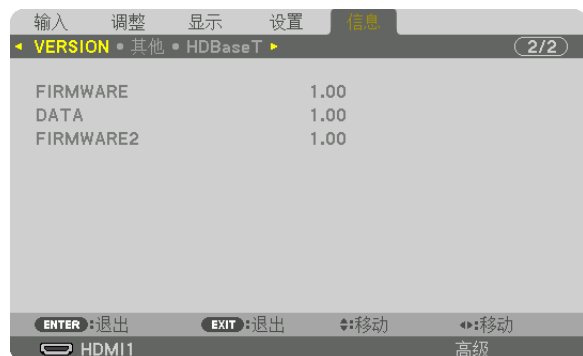 输入 调整 显示 设置 信息
VERSION • 其他 • HDBaseT 2/2
FIRMWARE 1.00
DATA 1.00
FIRMWARE2 1.00
ENTER:退出 EXIT:退出 :移动 :移动
HDMI1 高级